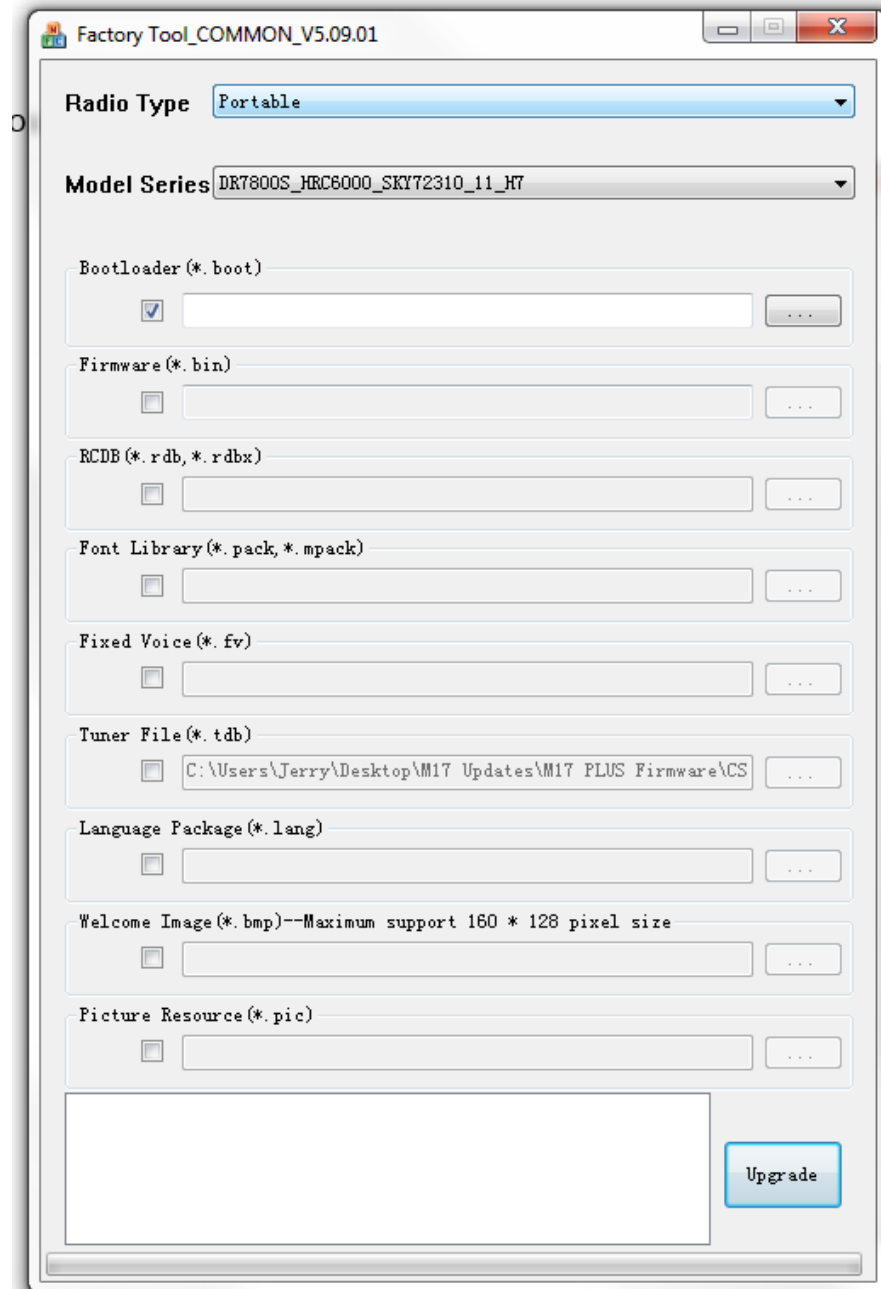 Factory Tool_COMMON_V5.09.01
o
Radio Type Portable
Model Series DR7800S_HRC6000_SKY72310_11_H7
Bootloader(*.boot)
...
Firmware(*.bin)
...
RCDB(*.rdb,*.rdbx)
...
Font Library(*.pack,*.mpack)
...
Fixed Voice(*.fv)
...
Tuner File(*.tdb)
C:\Users\Jerry\Desktop\M17 Updates\M17 PLUS Firmware\CS ...
Language Package(*.lang)
...
Welcome Image(*.bmp)--Maximum support 160 * 128 pixel size
...
Picture Resource(*.pic)
...
Upgrade